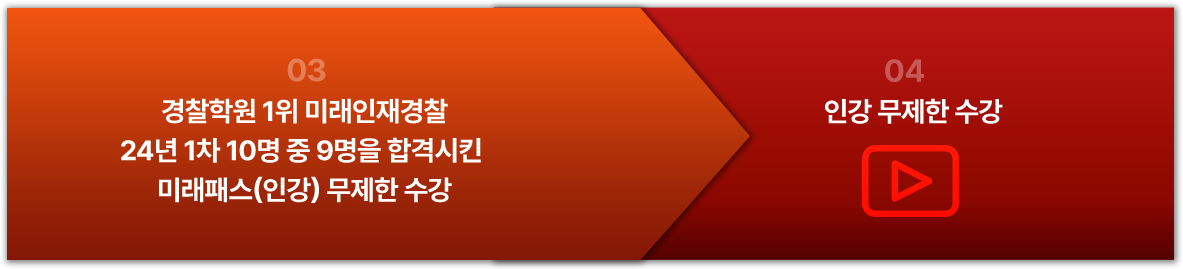 03
경찰학원 1위 미래인재경찰
24년 1차 10명 중 9명을 합격시킨
미래패스(인강) 무제한 수강
04
인강 무제한 수강